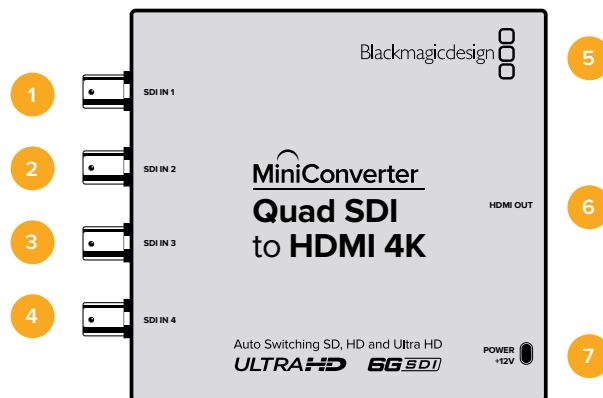 Blackmagicdesign
1
SDI IN 1
5
2
SDI IN 2
MiniConverter
Quad SDI
to HDMI 4K
HDMI OUT
6
3
SDI IN 3
4
SDI IN 4
Auto Switching SD, HD and Ultra HD
ULTRAHD 6G SDI
POWER
+12V
7